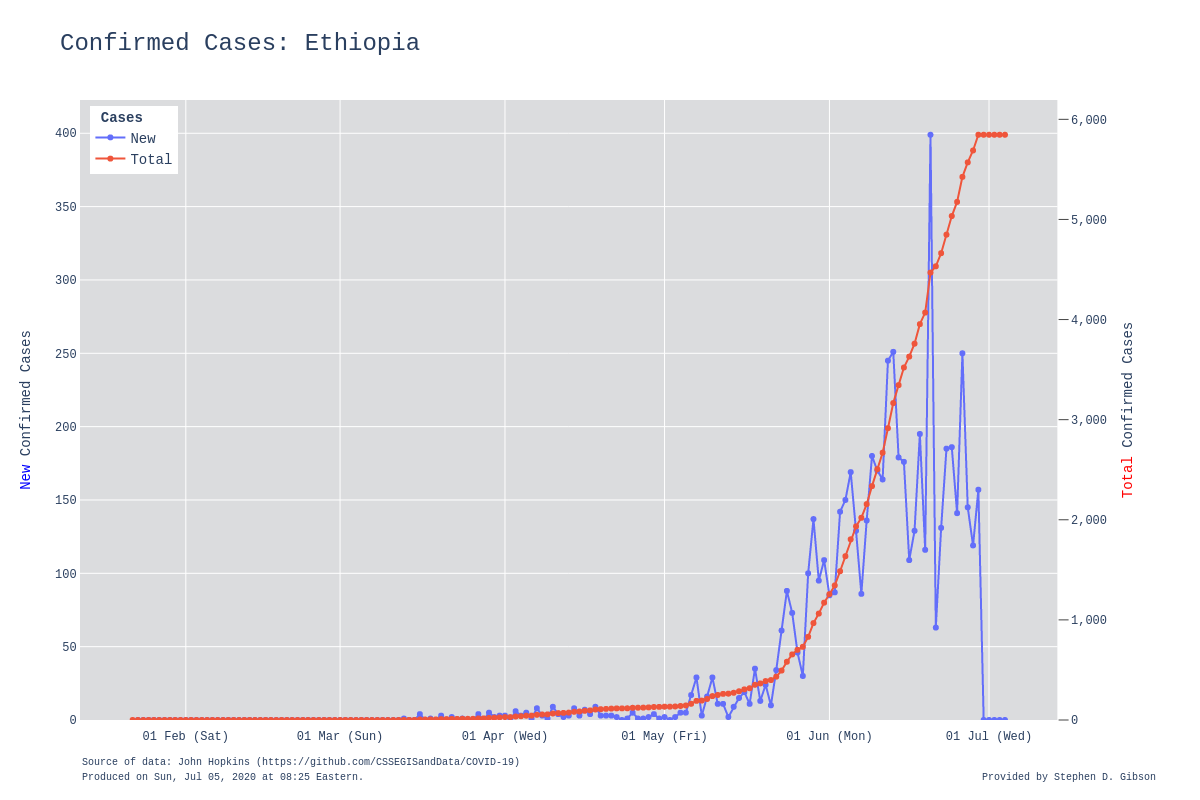 Confirmed Cases: Ethiopia
Cases
New
Total
400
350
300
250
200
150
100
50
0
6,000
5,000
4,000
3,000
2,000
1,000
0
New Confirmed Cases
Total Confirmed Cases
01 Feb (Sat)
01 Mar (Sun)
01 Apr (Wed)
01 May (Fri)
01 Jun (Mon)
01 Jul (Wed)
Source of data: John Hopkins (https://github.com/CSSEGISandData/COVID-19)
Produced on Sun, Jul 05, 2020 at 08:25 Eastern.
Provided by Stephen D. Gibson